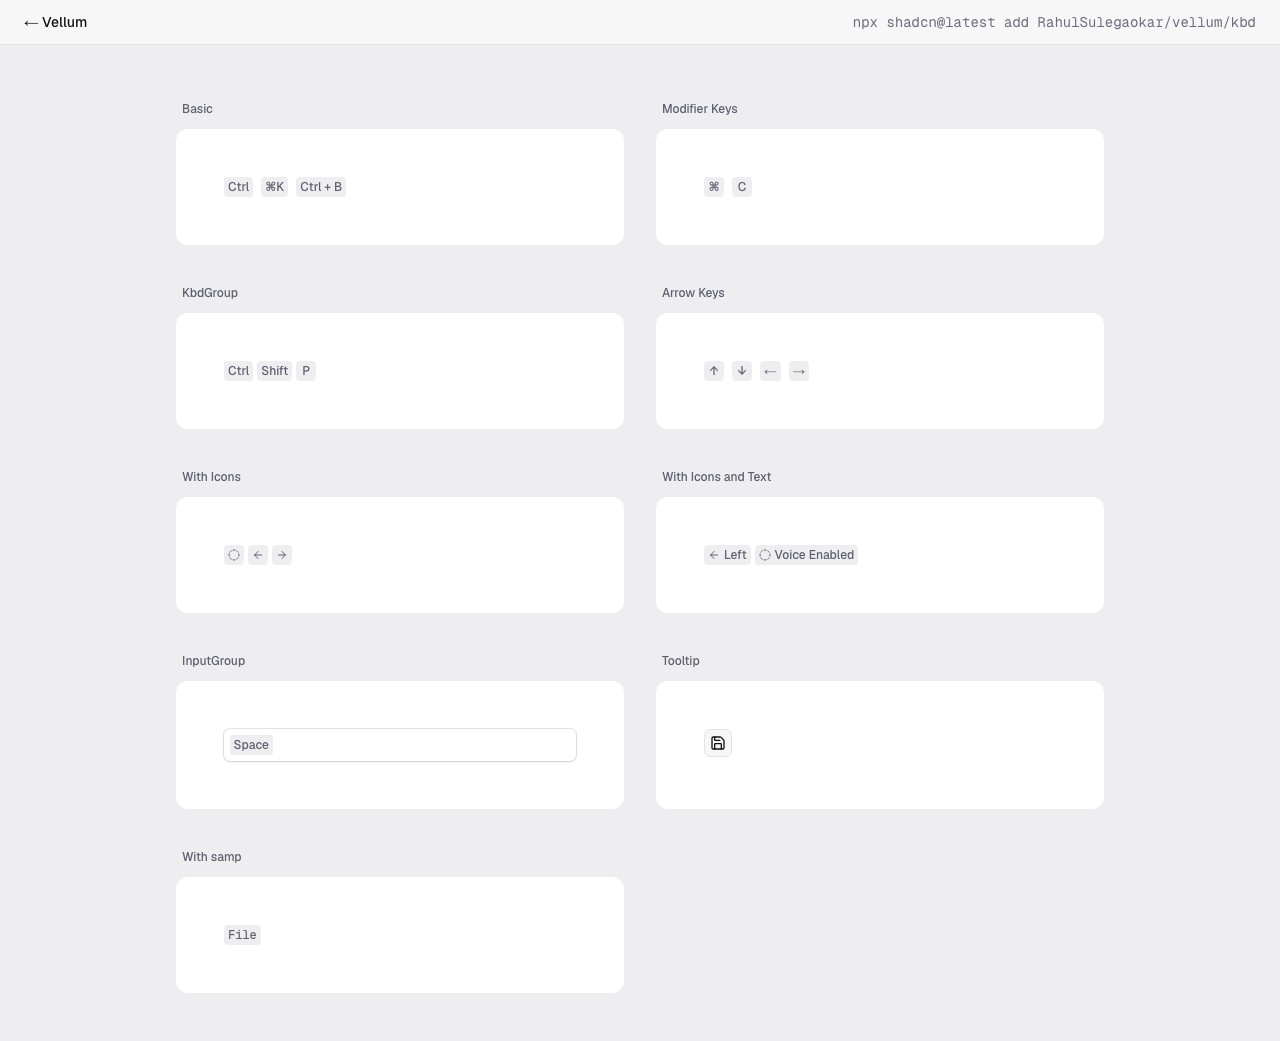 ← Vellum
npx shadcn@latest add RahulSulegaokar/vellum/kbd
Basic
Ctrl ⌘K Ctrl + B
Modifier Keys
⌘ C
KbdGroup
Ctrl Shift P
Arrow Keys
↑ ↓ ← →
With Icons
← →
With Icons and Text
← Left Voice Enabled
InputGroup
Space
Tooltip
With samp
File